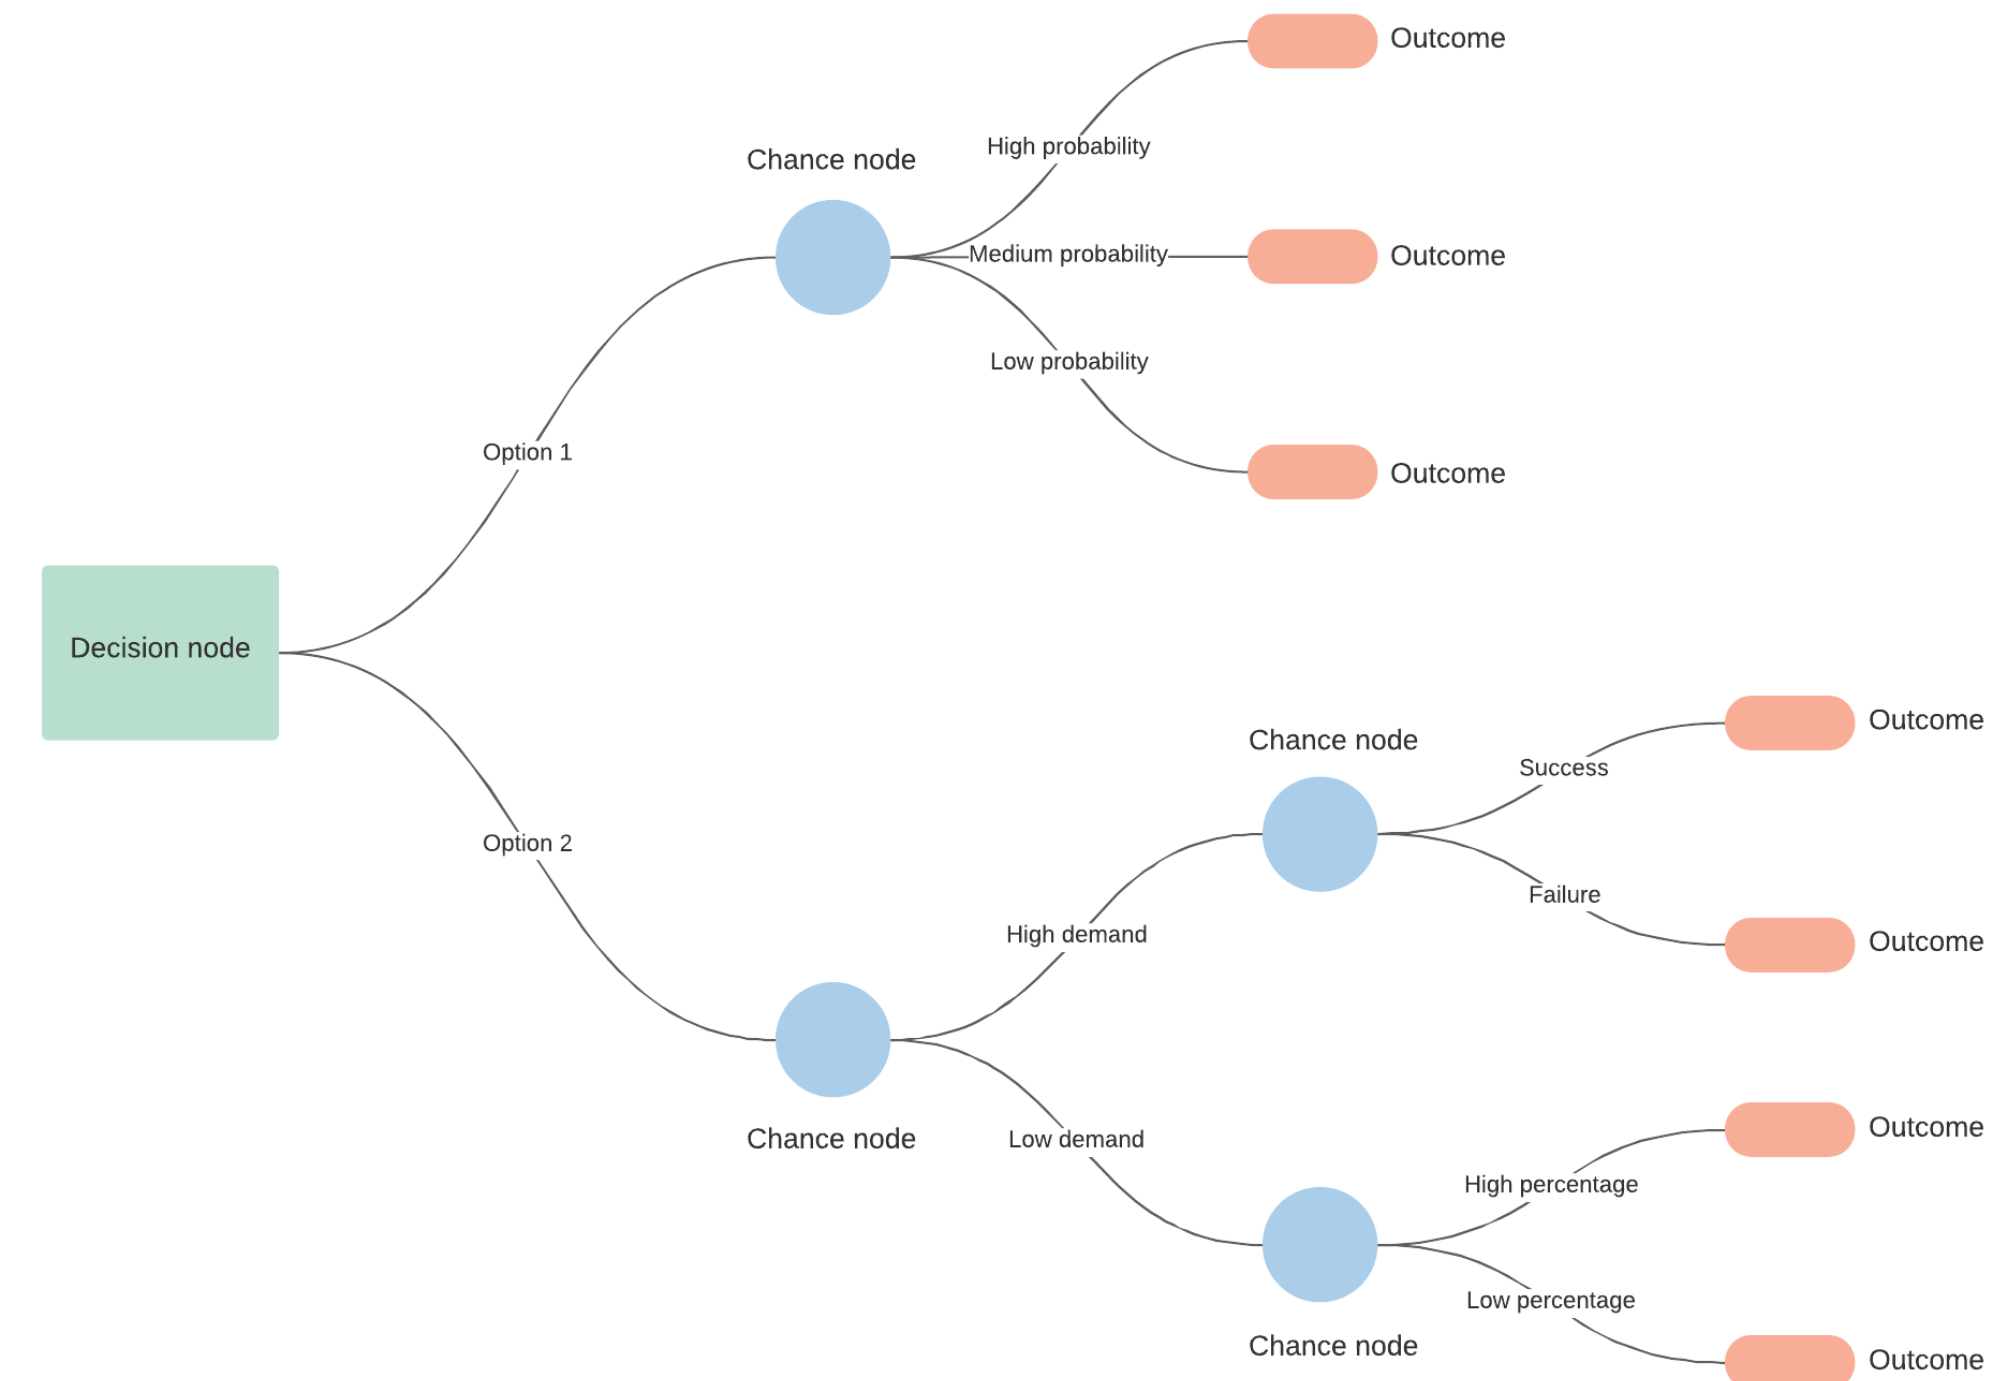 Outcome
High probability
Chance node
Medium probability
Outcome
Low probability
Option 1
Outcome
Decision node
Outcome
Chance node
Success
Option 2
Failure
High demand
Outcome
Outcome
Chance node
Low demand
High percentage
Low percentage
Chance node
Outcome